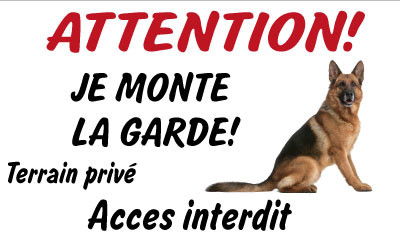 ATTENTION!
JE MONTE
LA GARDE!
Terrain privé
Acces interdit